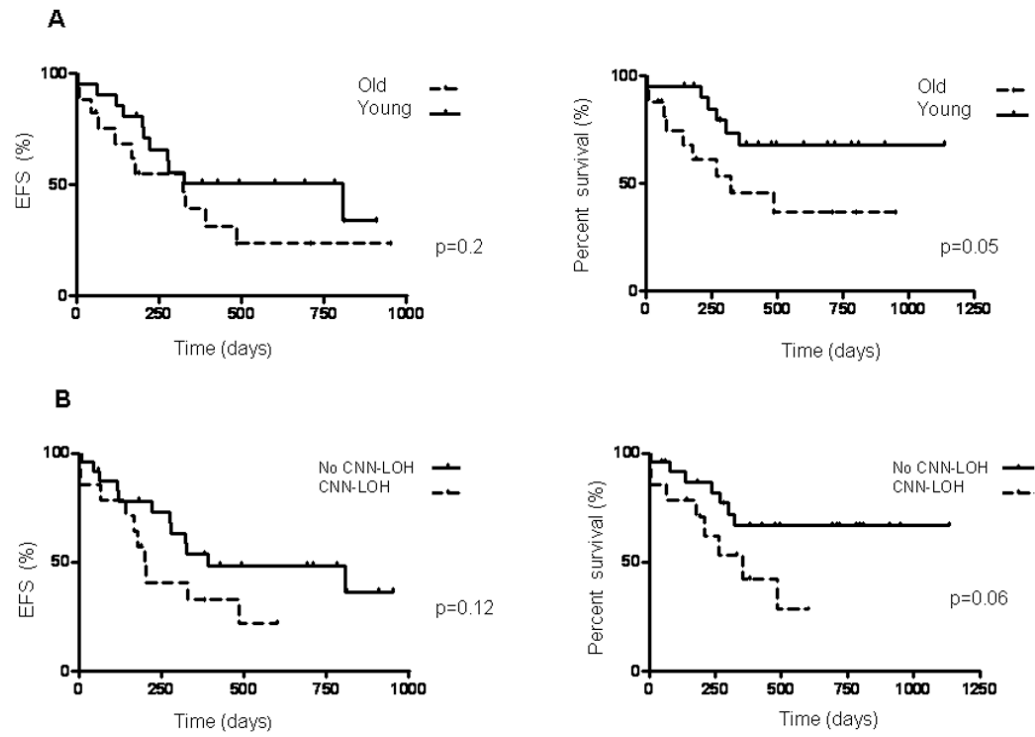 A
100
50
0
EFS (%)
Old
Young
p=0.2
0 250 500 750 1000
Time (days)
100
50
0
Percent survival (%)
Old
Young
p=0.05
0 250 500 750 1000 1250
Time (days)
B
100
50
0
EFS (%)
No CNN-LOH
CNN-LOH
p=0.12
0 250 500 750 1000
Time (days)
100
50
0
Percent survival (%)
No CNN-LOH
CNN-LOH
p=0.06
0 250 500 750 1000 1250
Time (days)